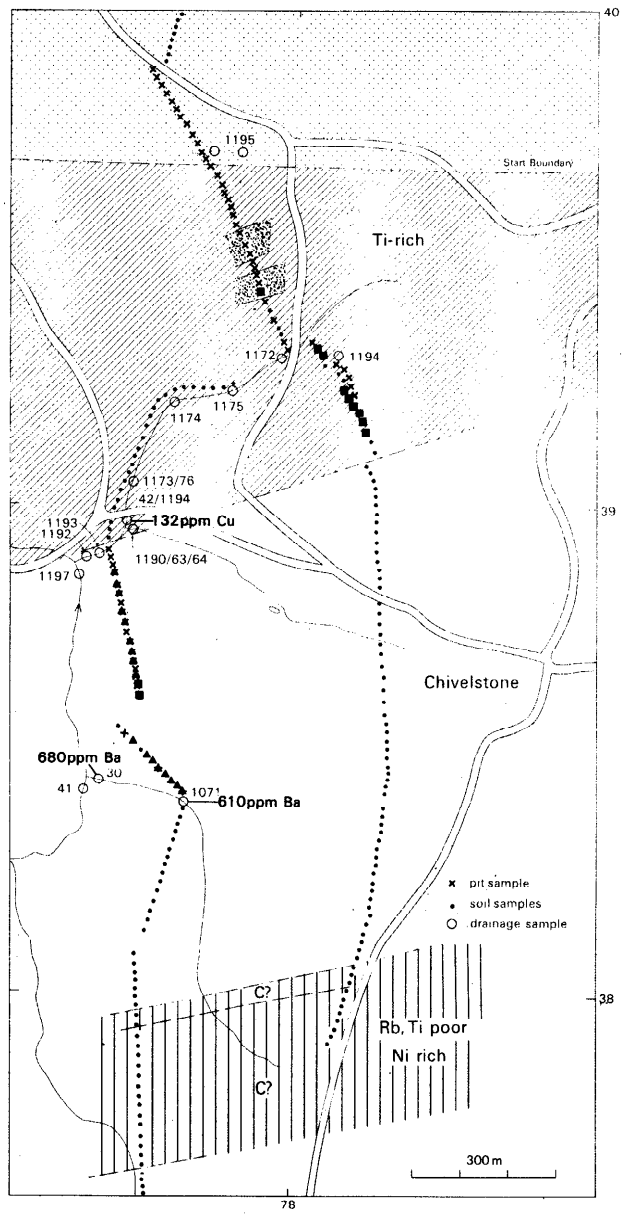 40
1195
Start Boundary
Ti-rich
1172
1194
1175
1174
1173/76
42/1194
39
132ppm Cu
1193
1192
1190/63/64
1197
Chivelstone
680ppm Ba
30
41
1071
610ppm Ba
pit sample
soil samples
drainage sample
38
C?
Rb, Ti poor
Ni rich
C?
300 m
78